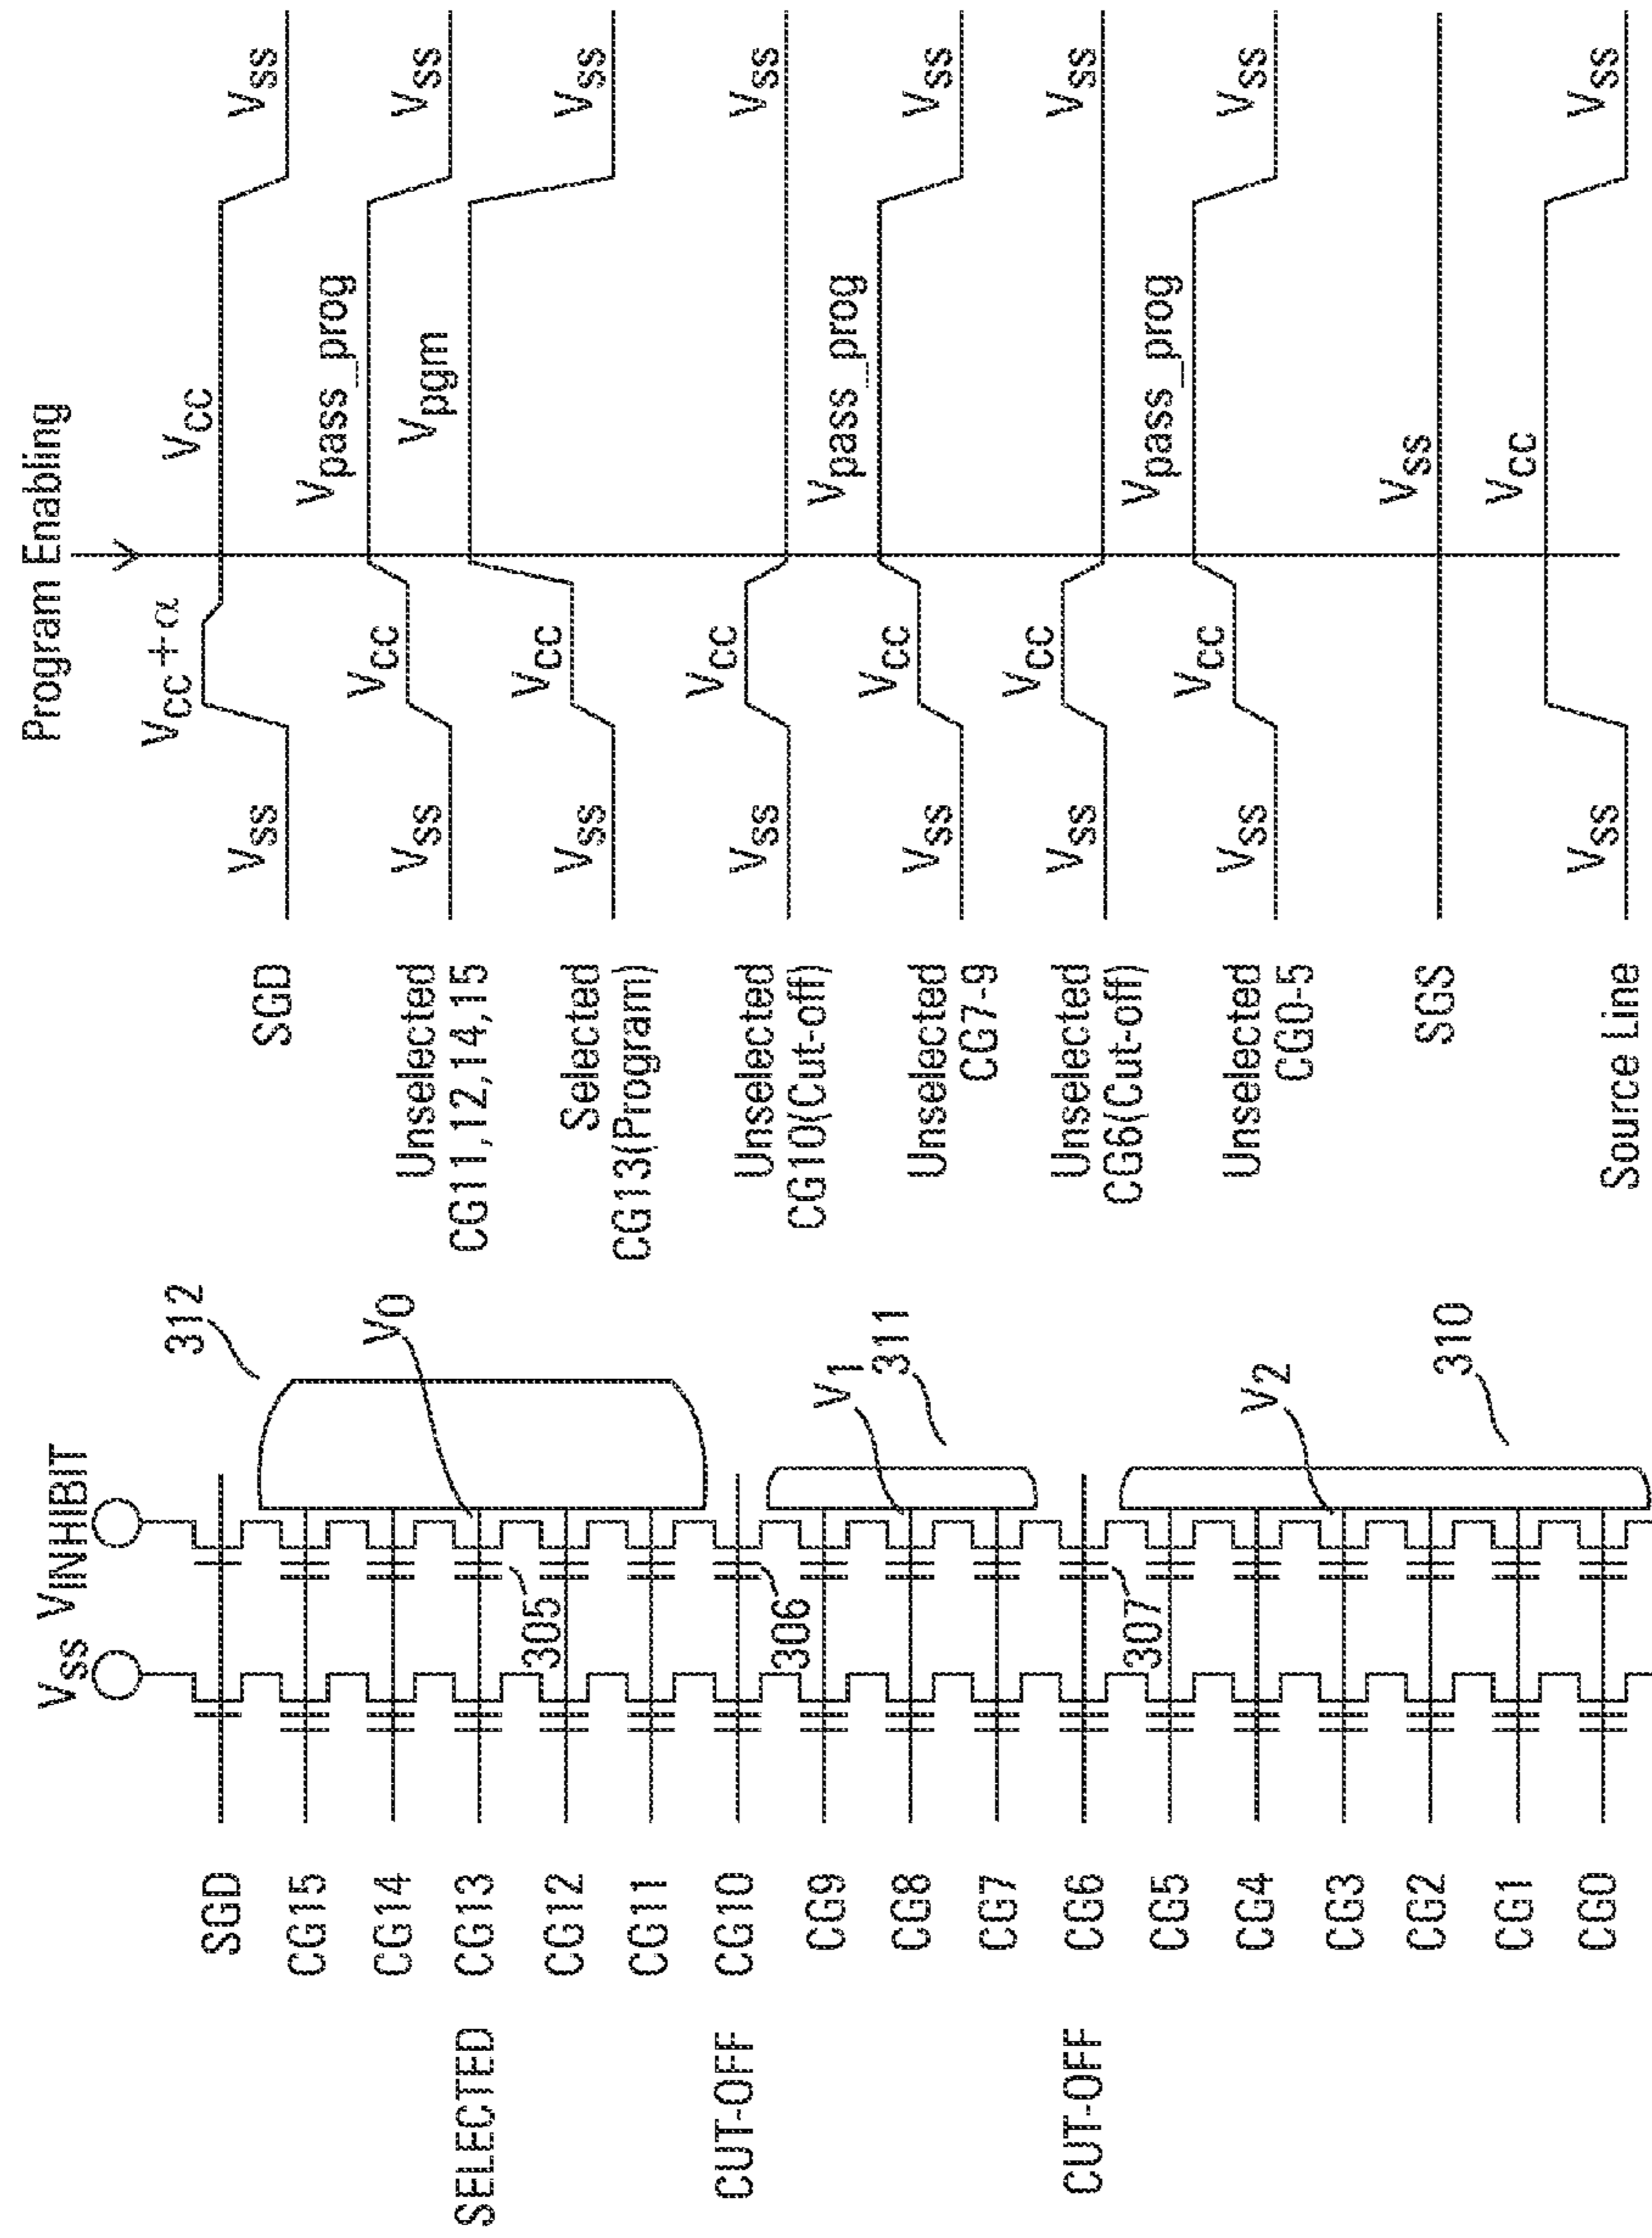 Program Enabling
SGD
Vss
Vcc+α
Vcc
Vss
Unselected
CG11,12,14,15
Vss
Vcc
Vpass_prog
Vss
Selected
CG13(Program)
Vss
Vcc
Vpgm
Vss
Unselected
CG10(Cut-off)
Vss
Vcc
Vss
Unselected
CG7-9
Vss
Vcc
Vpass_prog
Vss
Unselected
CG6(Cut-off)
Vss
Vcc
Vss
Unselected
CG0-5
Vss
Vcc
Vpass_prog
Vss
SGS
Vss
Source Line
Vss
Vcc
Vss
Vss
VINHIBIT
SGD
CG15
CG14
SELECTED
CG13
CG12
CG11
CUT-OFF
CG10
CG9
CG8
CG7
CUT-OFF
CG6
CG5
CG4
CG3
CG2
CG1
CG0
305
306
307
312
V0
V1
311
V2
310